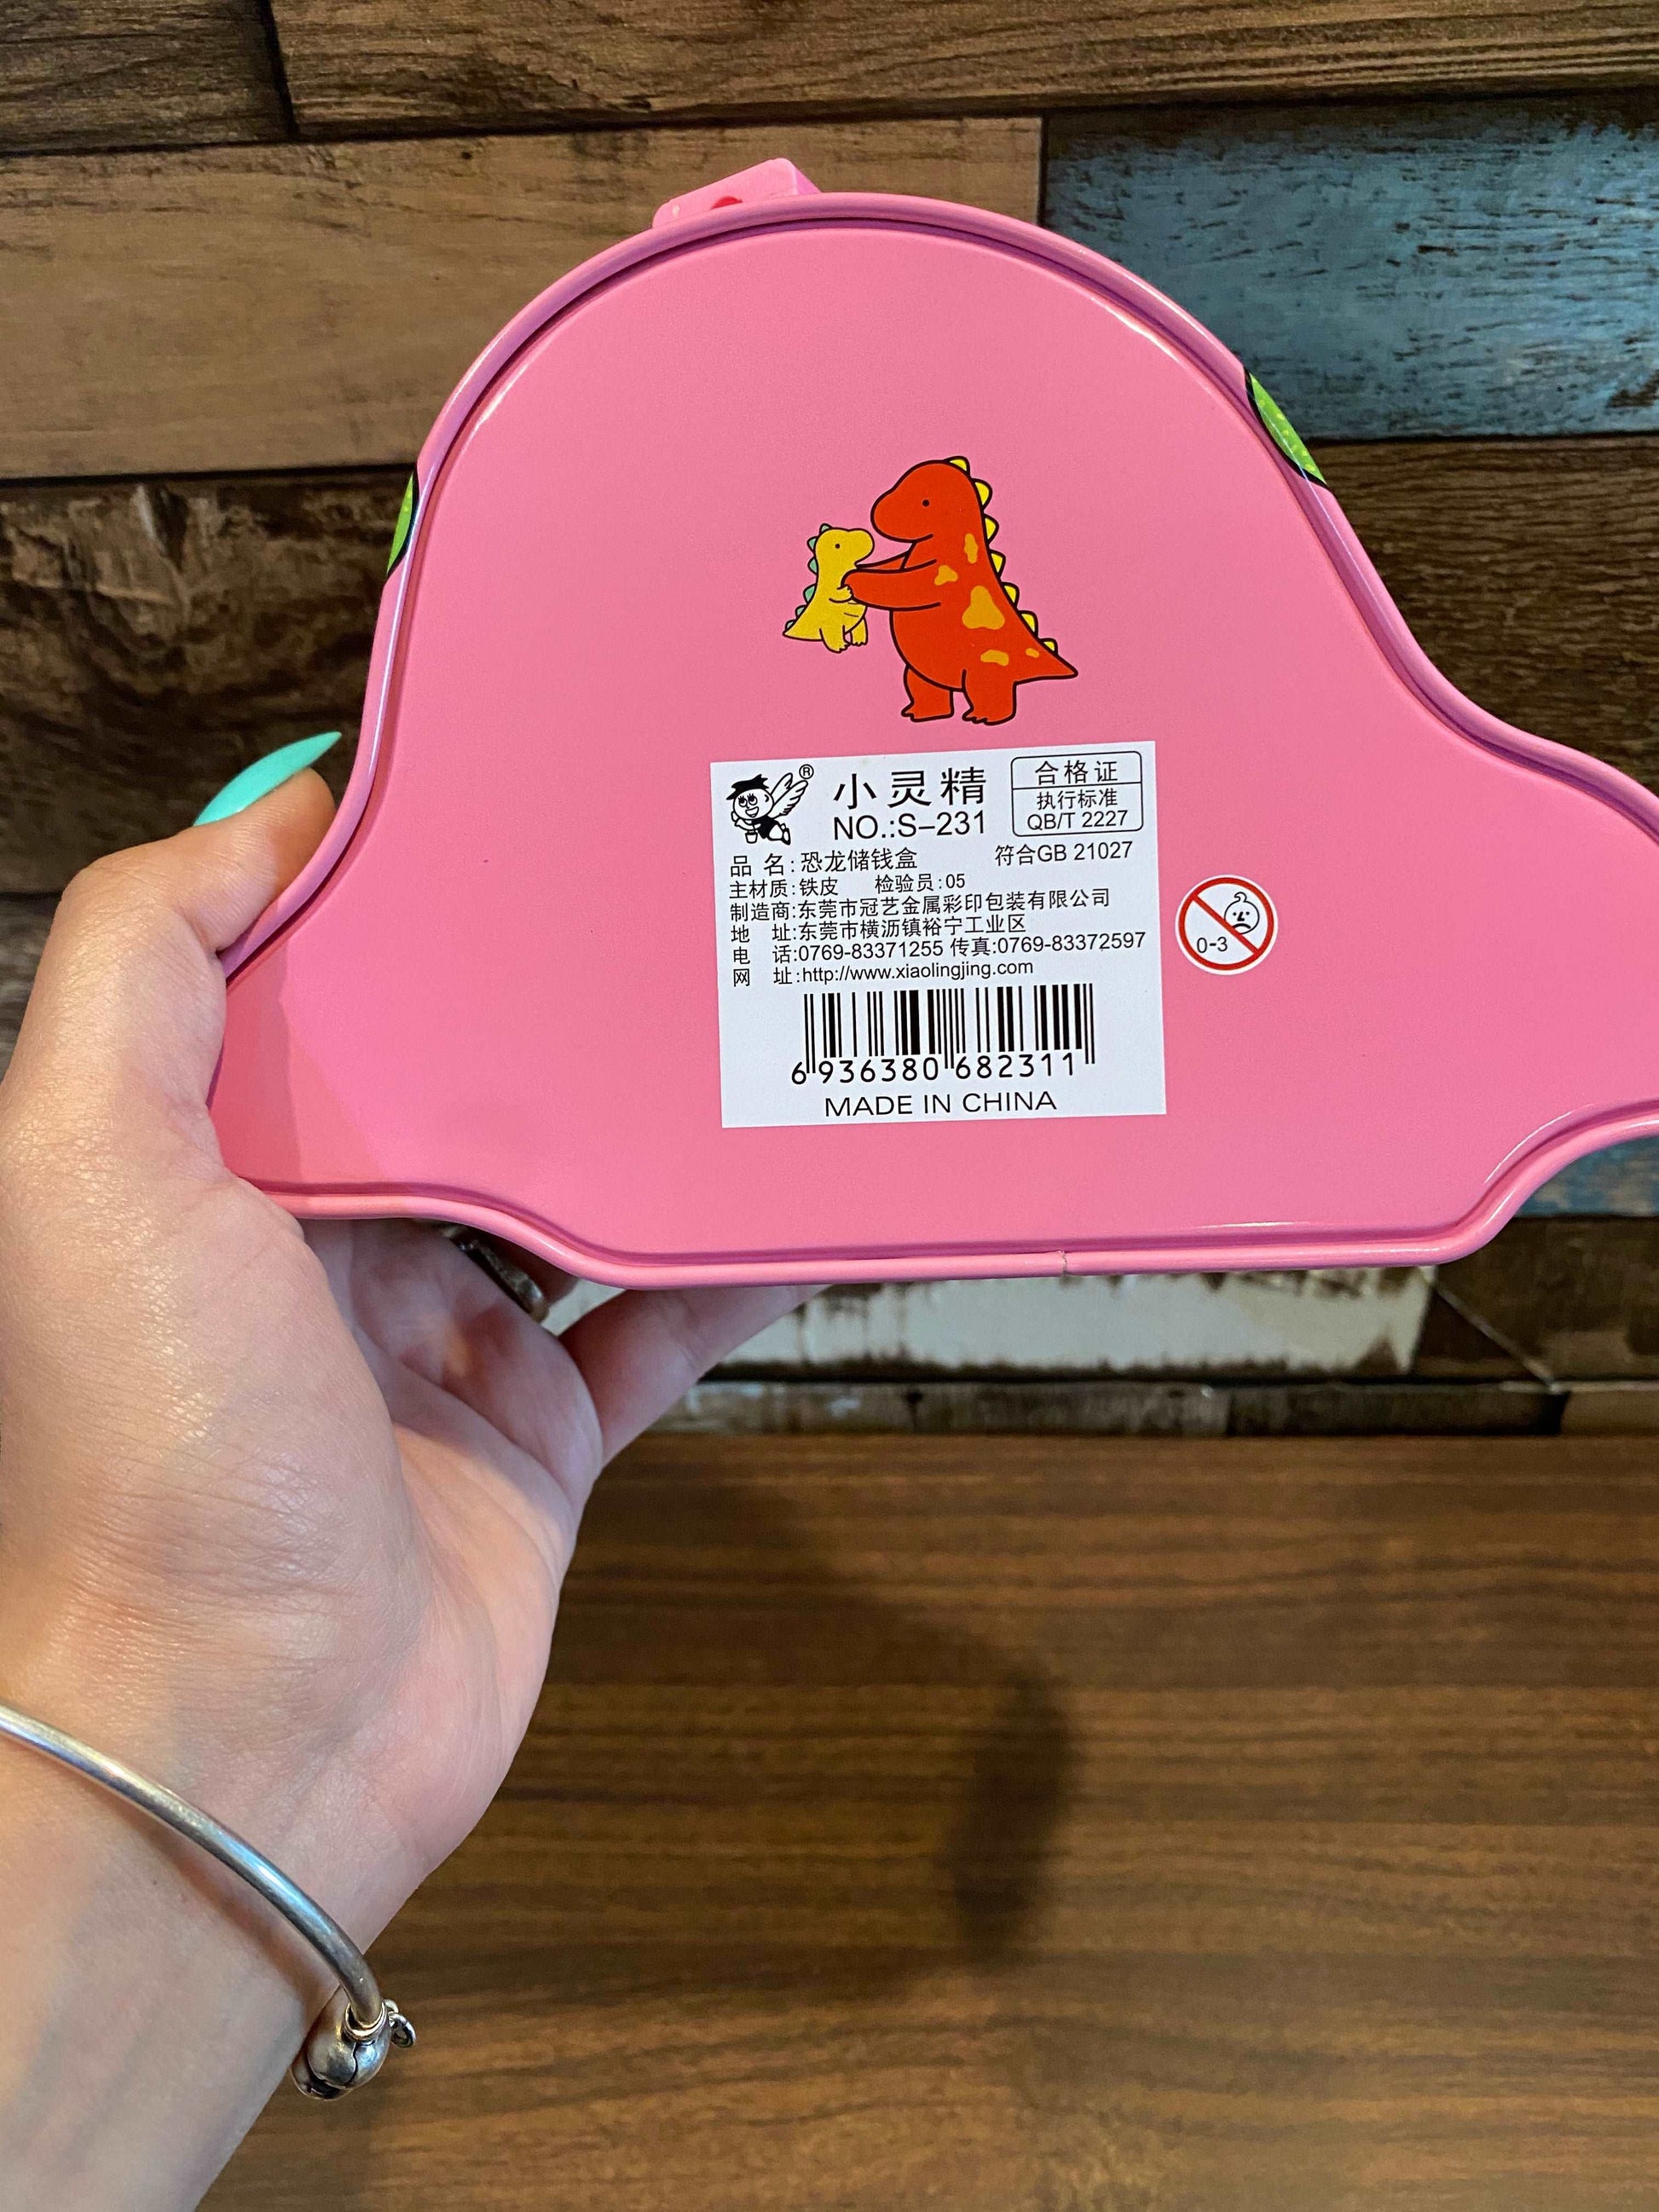 ®
小灵精
NO.:S-231
合格证
执行标准
QB/T 2227
品 名:恐龙储钱盒 符合GB 21027
主材质:铁皮 检验员:05
制造商:东莞市冠艺金属彩印包装有限公司
地 址:东莞市横沥镇裕宁工业区
电 话:0769-83371255 传真:0769-83372597
网 址:http://www.xiaolingjing.com
0-3
6936380682311
MADE IN CHINA